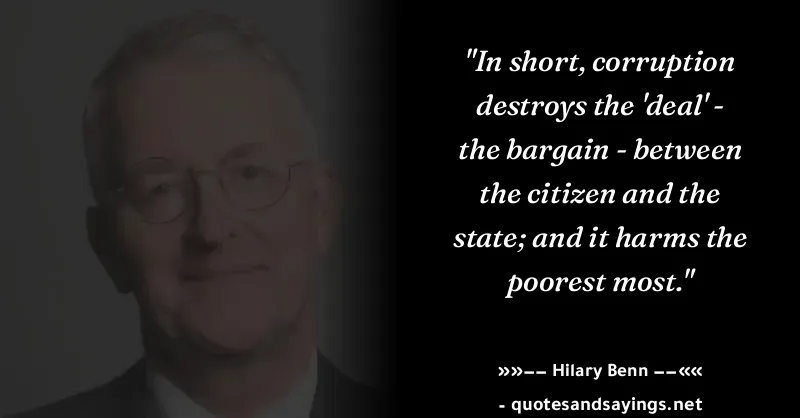 "In short, corruption
destroys the 'deal' -
the bargain - between
the citizen and the
state; and it harms the
poorest most."
»»−− Hilary Benn −−««
- quotesandsayings.net